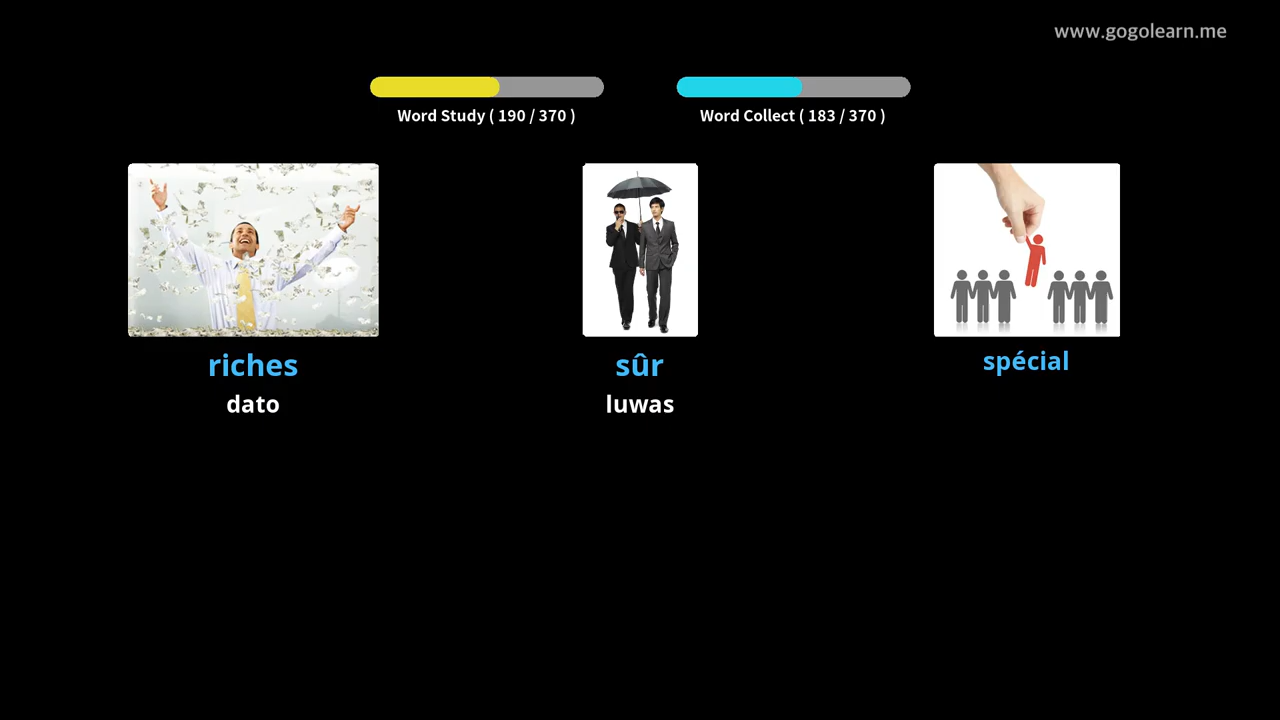 www.gogolearn.me
Word Study ( 190 / 370 )
Word Collect ( 183 / 370 )
riches
dato
sûr
luwas
spécial